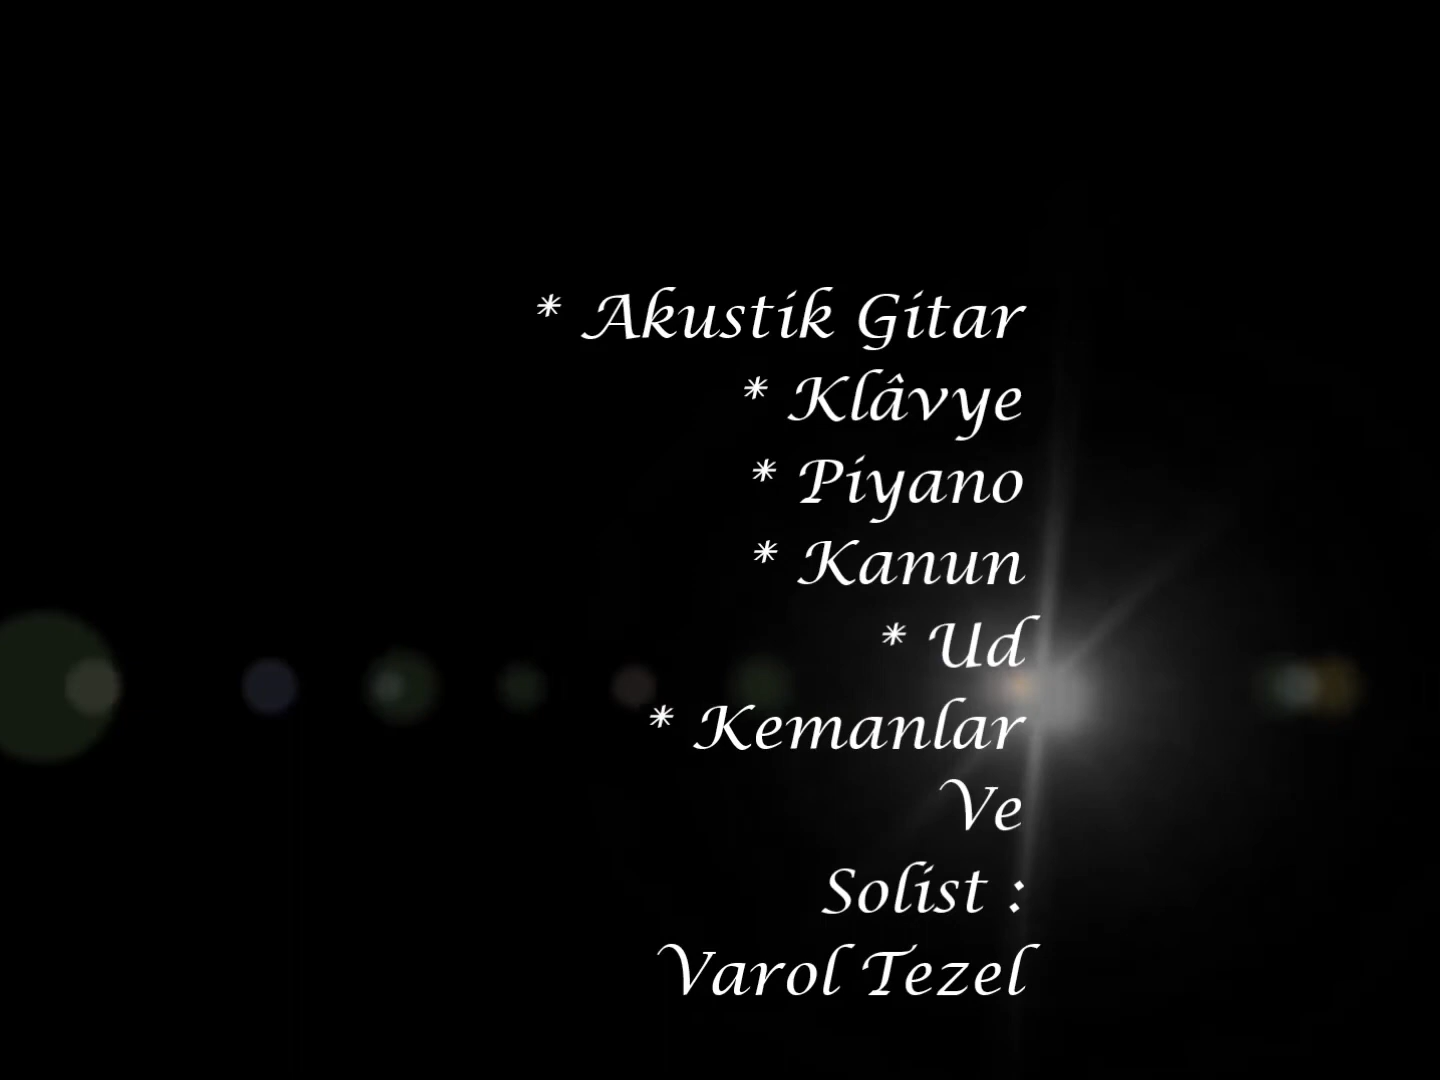 * Akustik Gitar
* Klâvye
* Piyano
* Kanun
* Ud
* Kemanlar
Ve
Solist :
Varol Tezel